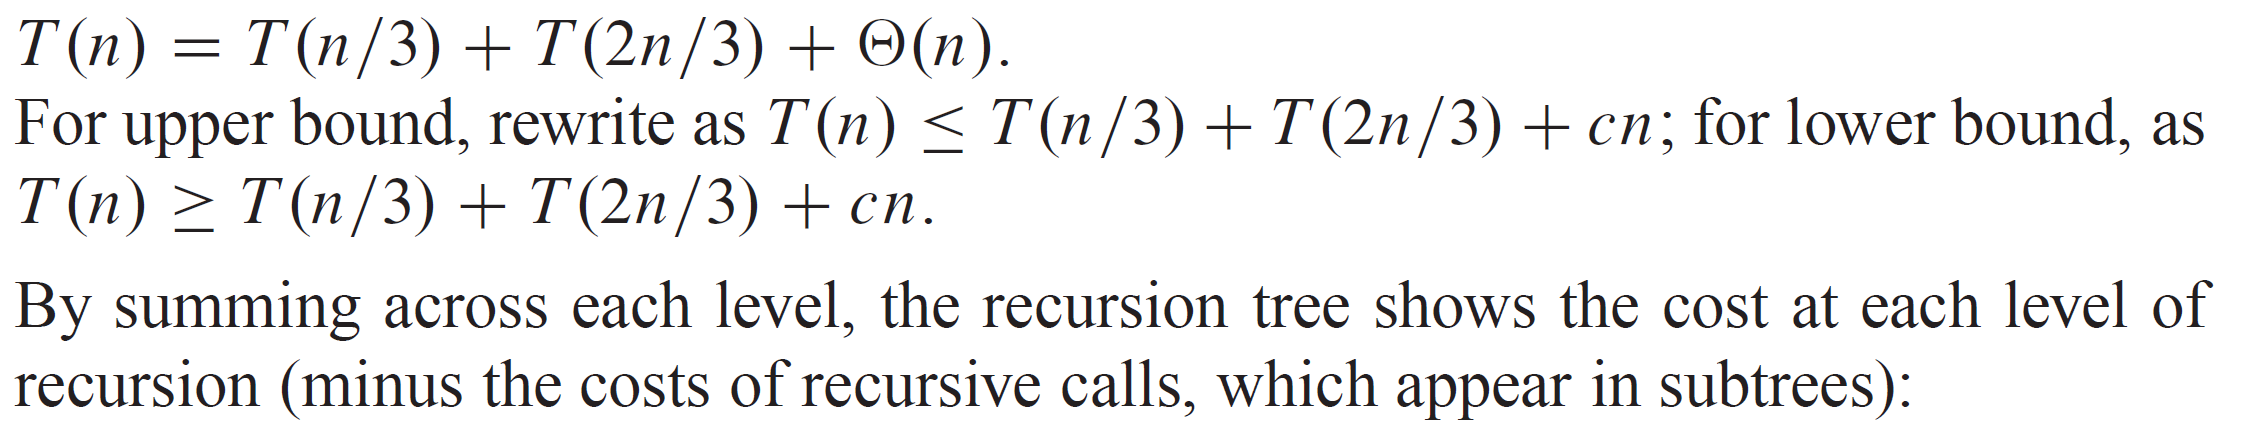 T(n) = T(n/3) + T(2n/3) + Θ(n).
For upper bound, rewrite as T(n) ≤ T(n/3) + T(2n/3) + cn; for lower bound, as
T(n) ≥ T(n/3) + T(2n/3) + cn.
By summing across each level, the recursion tree shows the cost at each level of
recursion (minus the costs of recursive calls, which appear in subtrees):